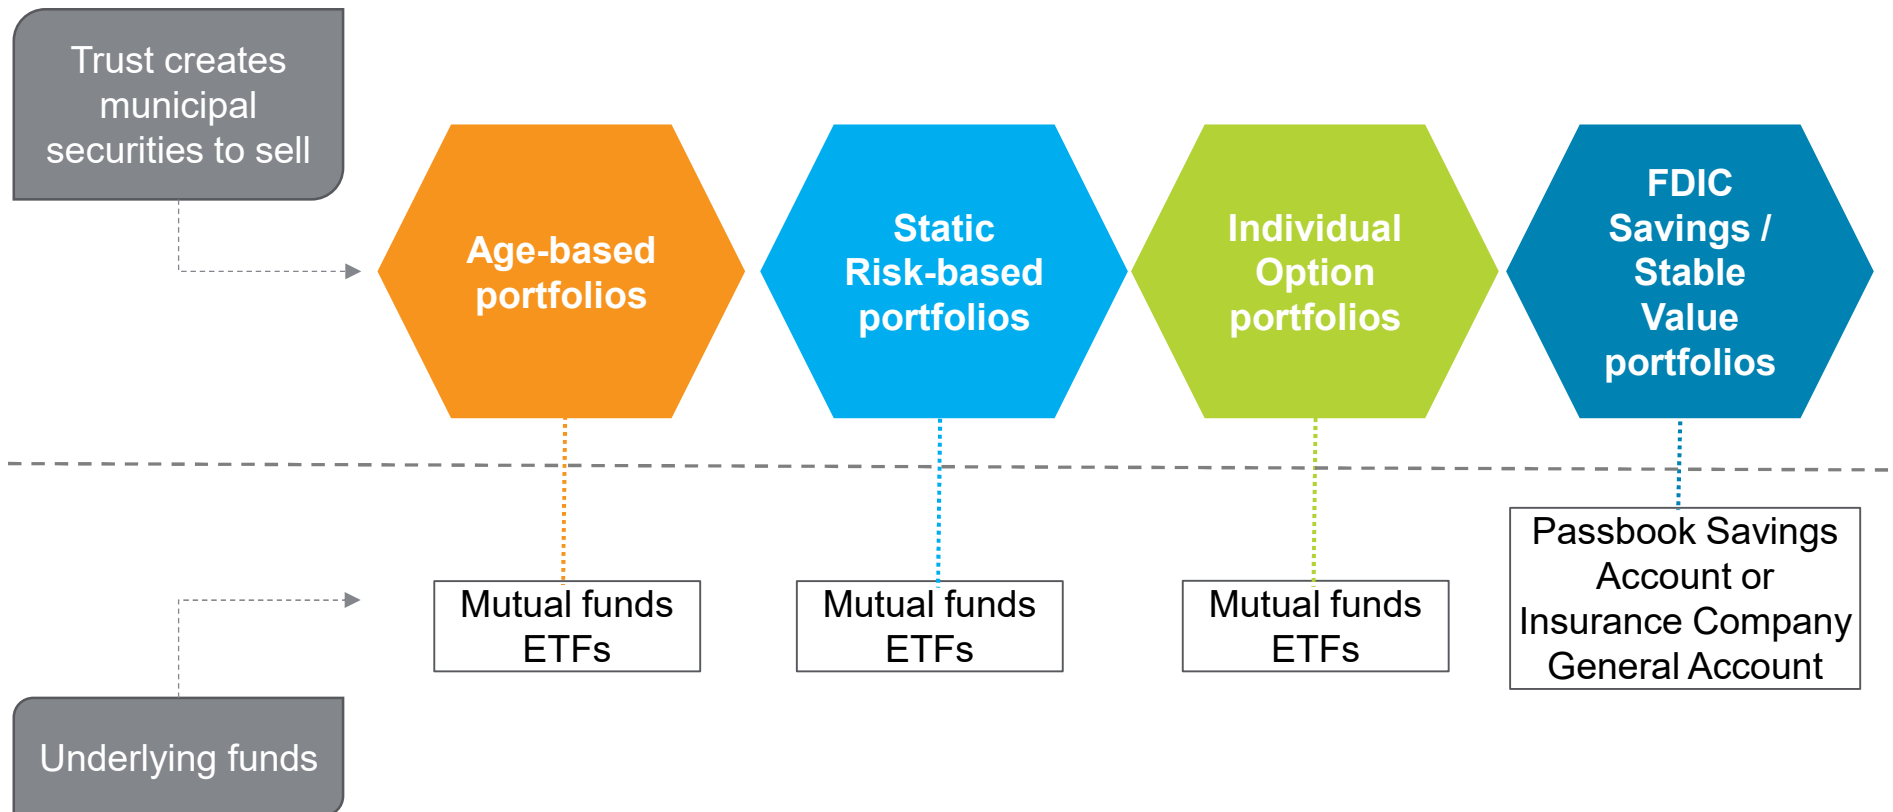 Trust creates
municipal
securities to sell
Age-based
portfolios
Static
Risk-based
portfolios
Individual
Option
portfolios
FDIC
Savings /
Stable
Value
portfolios
Mutual funds
ETFs
Mutual funds
ETFs
Mutual funds
ETFs
Passbook Savings
Account or
Insurance Company
General Account
Underlying funds